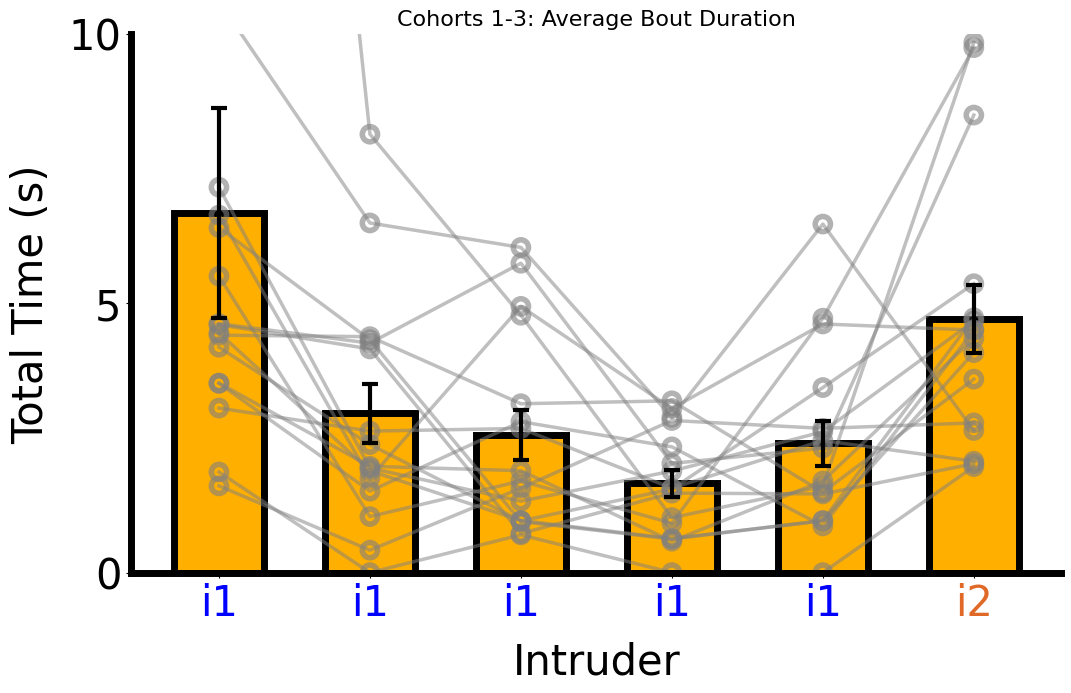 Cohorts 1-3: Average Bout Duration
10
5
0
Total Time (s)
i1 i1 i1 i1 i1 i2
Intruder